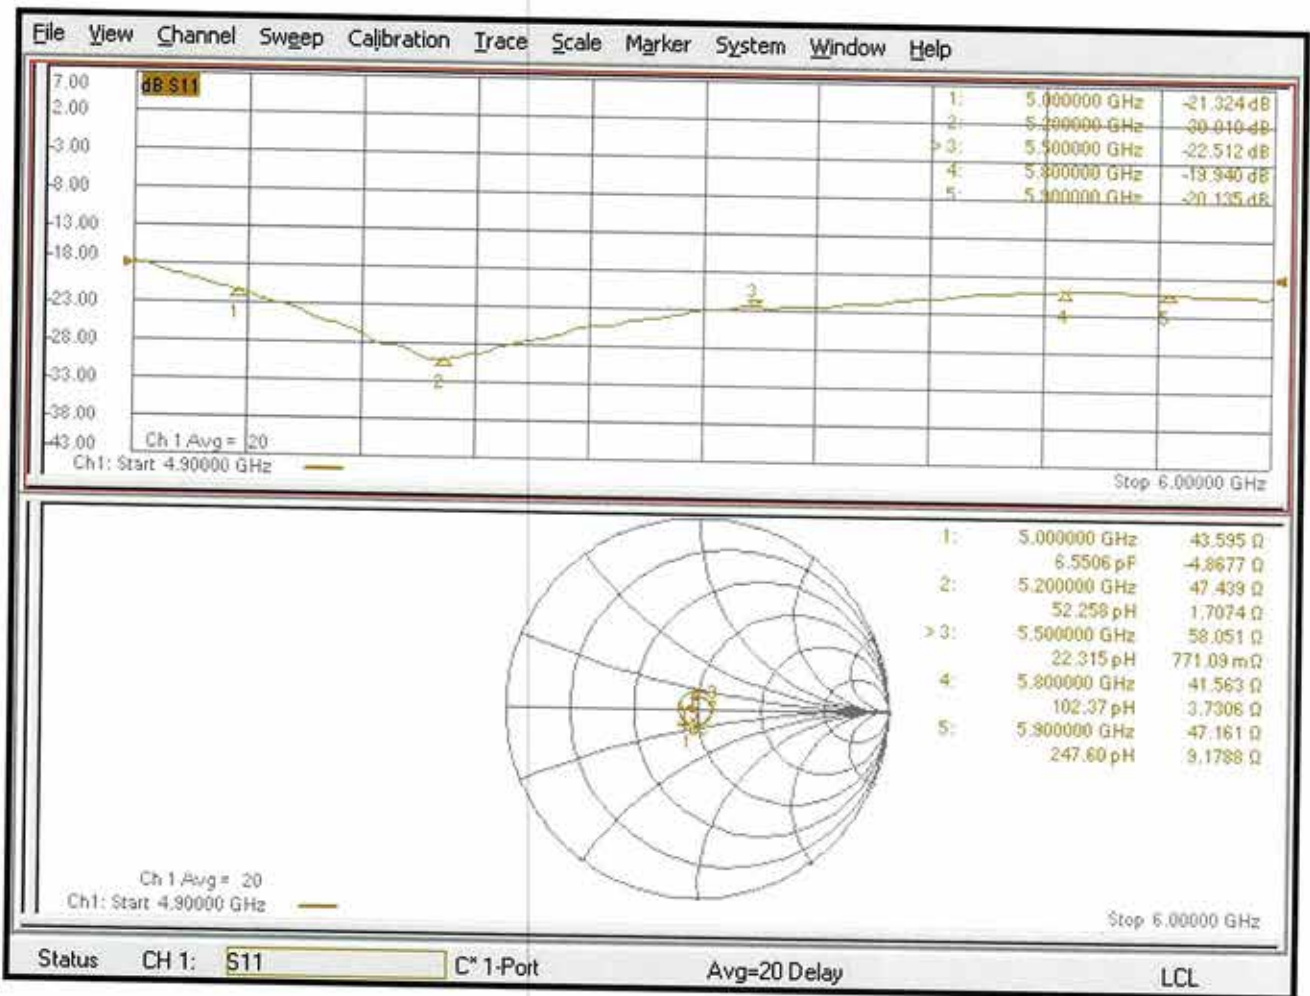 File View Channel Sweep Calibration Trace Scale Marker System Window Help
7.00
2.00
-3.00
-8.00
-13.00
-18.00
-23.00
-28.00
-33.00
-38.00
-43.00
dB S11
1: 5.000000 GHz -21.324 dB
2: 5.200000 GHz -30.010 dB
> 3: 5.500000 GHz -22.512 dB
4: 5.800000 GHz -19.940 dB
5: 5.900000 GHz -20.135 dB
1
2
3
4
5
Ch 1 Avg = 20
Ch1: Start 4.90000 GHz
Stop 6.00000 GHz
1: 5.000000 GHz 43.595 Ω
6.5506 pF -4.8677 Ω
2: 5.200000 GHz 47.439 Ω
52.258 pH 1.7074 Ω
> 3: 5.500000 GHz 58.051 Ω
22.315 pH 771.09 mΩ
4: 5.800000 GHz 41.563 Ω
102.37 pH 3.7306 Ω
5: 5.900000 GHz 47.161 Ω
247.60 pH 9.1788 Ω
3
1
Ch 1 Avg = 20
Ch1: Start 4.90000 GHz
Stop 6.00000 GHz
Status CH 1: S11 C* 1-Port Avg=20 Delay LCL